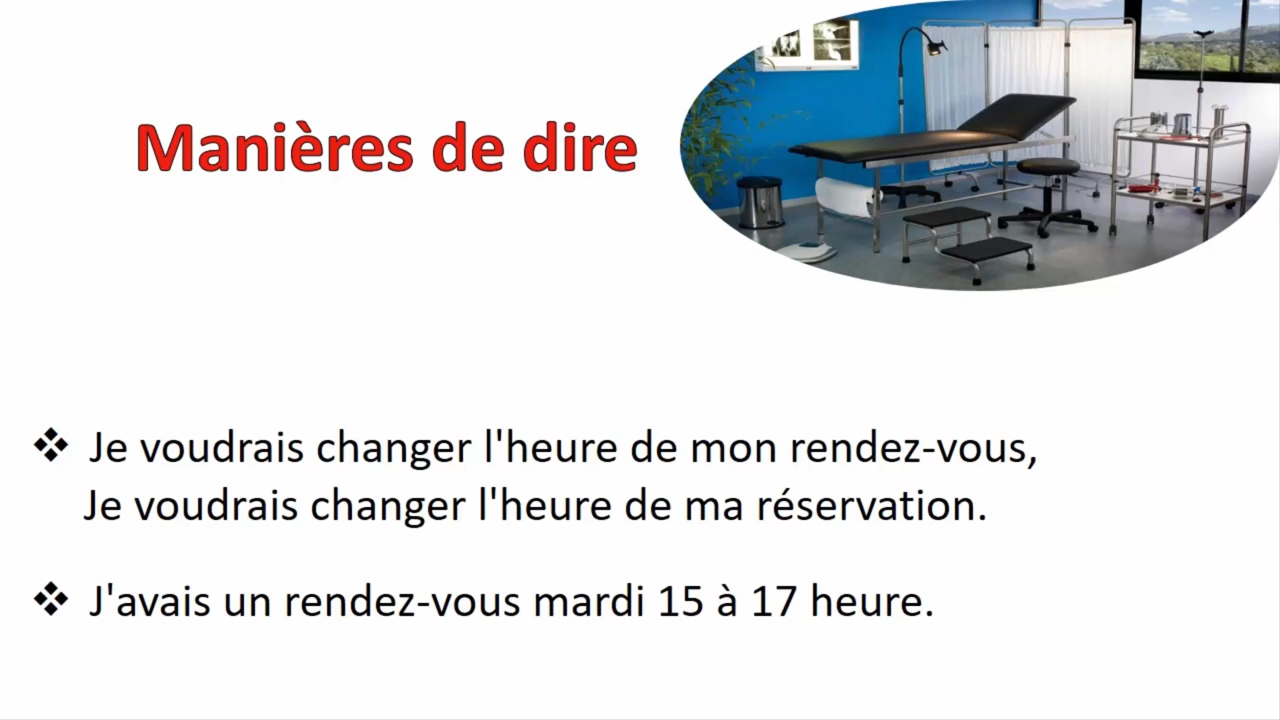 Manières de dire
❖ Je voudrais changer l'heure de mon rendez-vous,
Je voudrais changer l'heure de ma réservation.
❖ J'avais un rendez-vous mardi 15 à 17 heure.